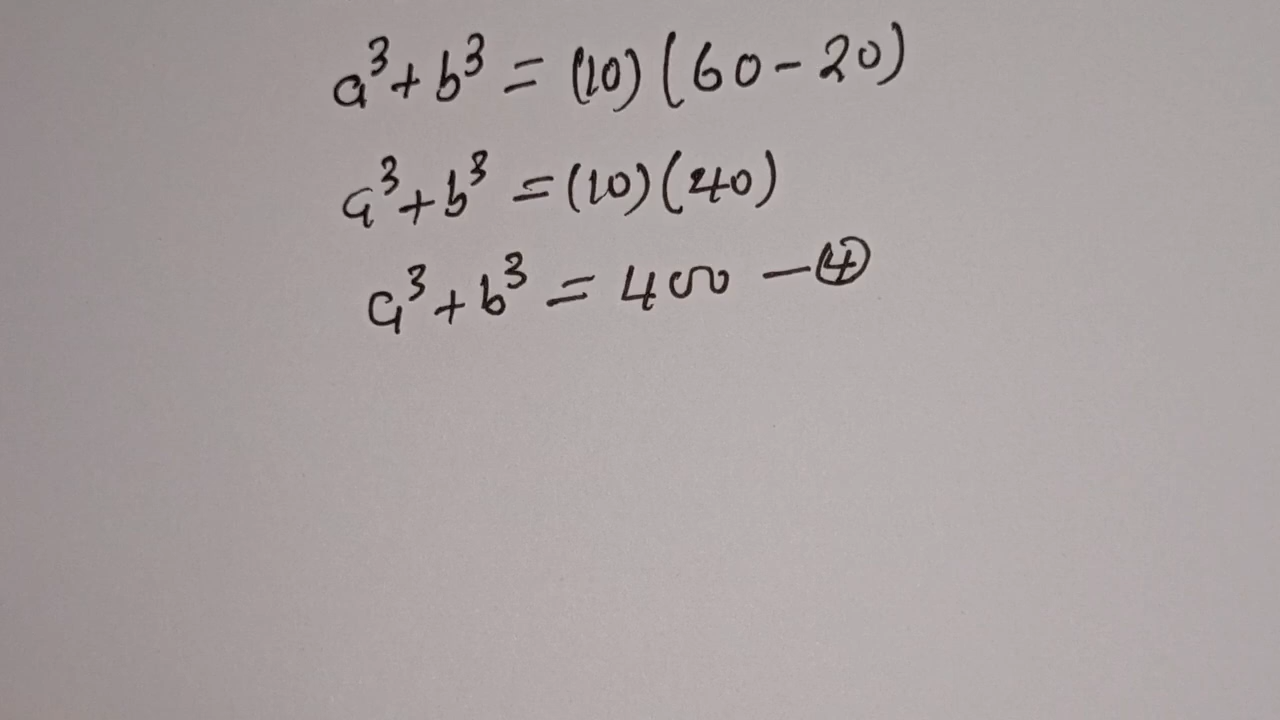 a³+b³ = (10) (60-20)
a³+b³ = (10) (40)
a³+b³ = 400 —④